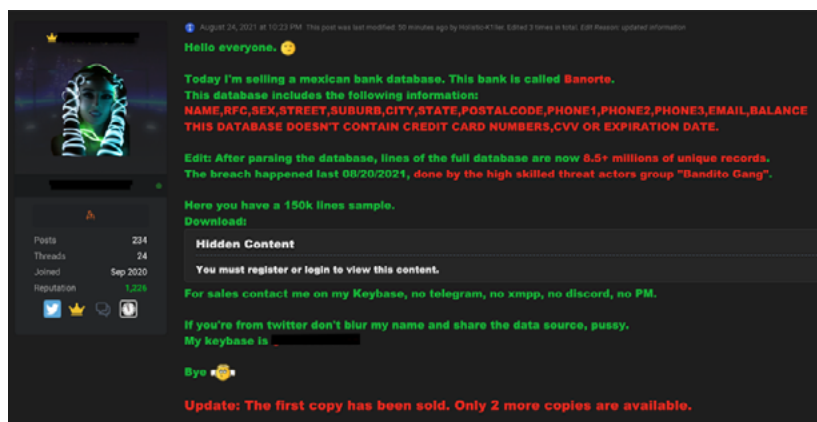 August 24, 2021 at 10:23 PM This post was last modified: 50 minutes ago by Edited 3 times in total. Edit Reason: updated information
Hello everyone.
Today I'm selling a mexican bank database. This bank is called Banorte.
This database includes the following information:
NAME,RFC,SEX,STREET,SUBURB,CITY,STATE,POSTALCODE,PHONE1,PHONE2,PHONE3,EMAIL,BALANCE
THIS DATABASE DOESN'T CONTAIN CREDIT CARD NUMBERS,CVV OR EXPIRATION DATE.
Edit: After parsing the database, lines of the full database are now 8.5+ millions of unique records.
The breach happened last 08/20/2021, done by the high skilled threat actors group "Bandito Gang".
Here you have a 150k lines sample.
Download:
Hidden Content
You must register or login to view this content.
For sales contact me on my Keybase, no telegram, no xmpp, no discord, no PM.
If you're from twitter don't blur my name and share the data source, pussy.
My keybase is
Bye
Update: The first copy has been sold. Only 2 more copies are available.
Posts 234
Threads 24
Joined Sep 2020
Reputation 1,226